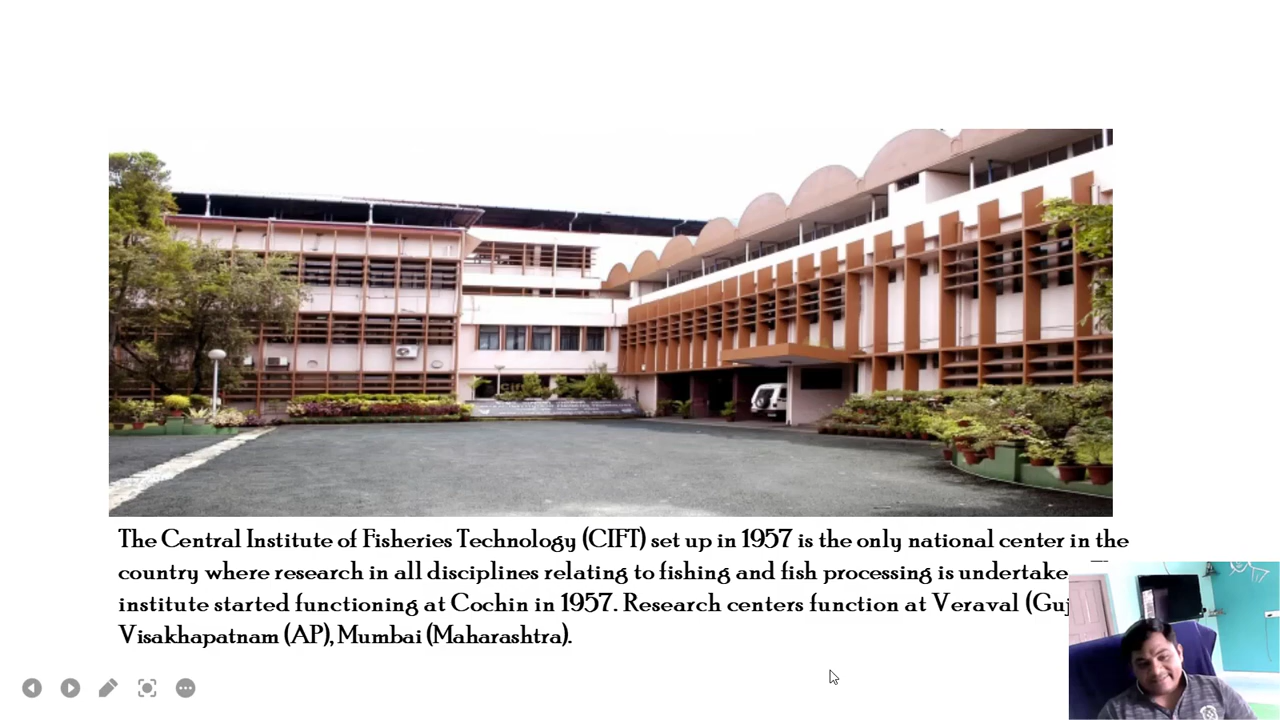 The Central Institute of Fisheries Technology (CIFT) set up in 1957 is the only national center in the
country where research in all disciplines relating to fishing and fish processing is
institute started functioning at Cochin in 1957. Research centers function at Veraval
Visakhapatnam (AP), Mumbai (Maharashtra).